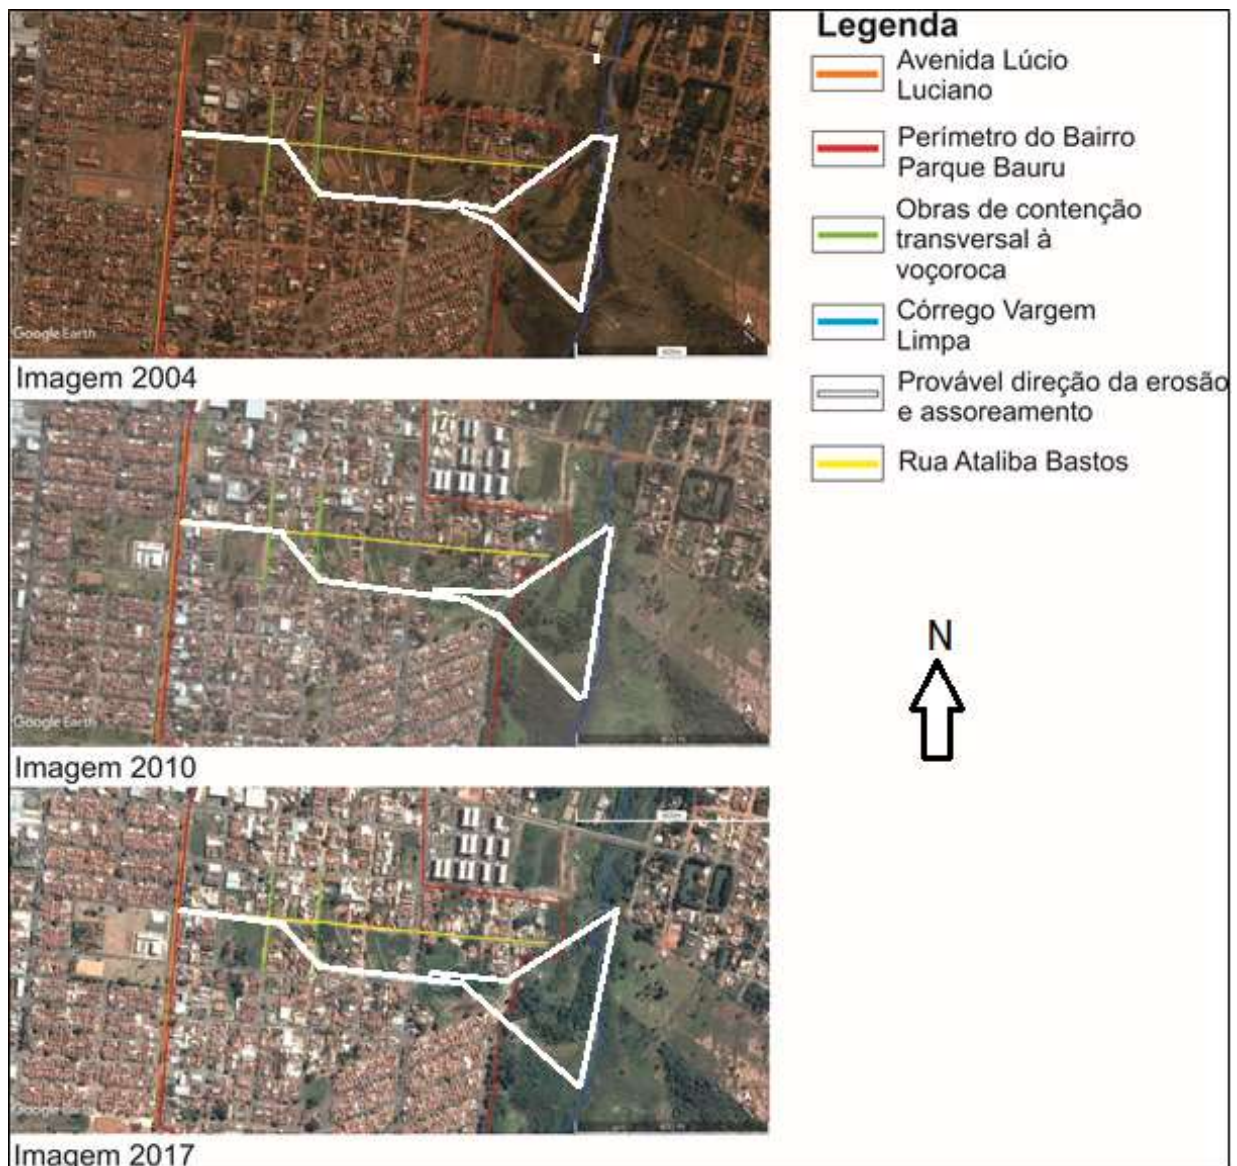 Legenda
Avenida Lúcio
Luciano
Perímetro do Bairro
Parque Bauru
Obras de contenção
transversal à
voçoroca
Córrego Vargem
Limpa
Provável direção da erosão
e assoreamento
Rua Ataliba Bastos
N
Google Earth
Imagem 2004
Google Earth
Imagem 2010
Google Earth
Imagem 2017